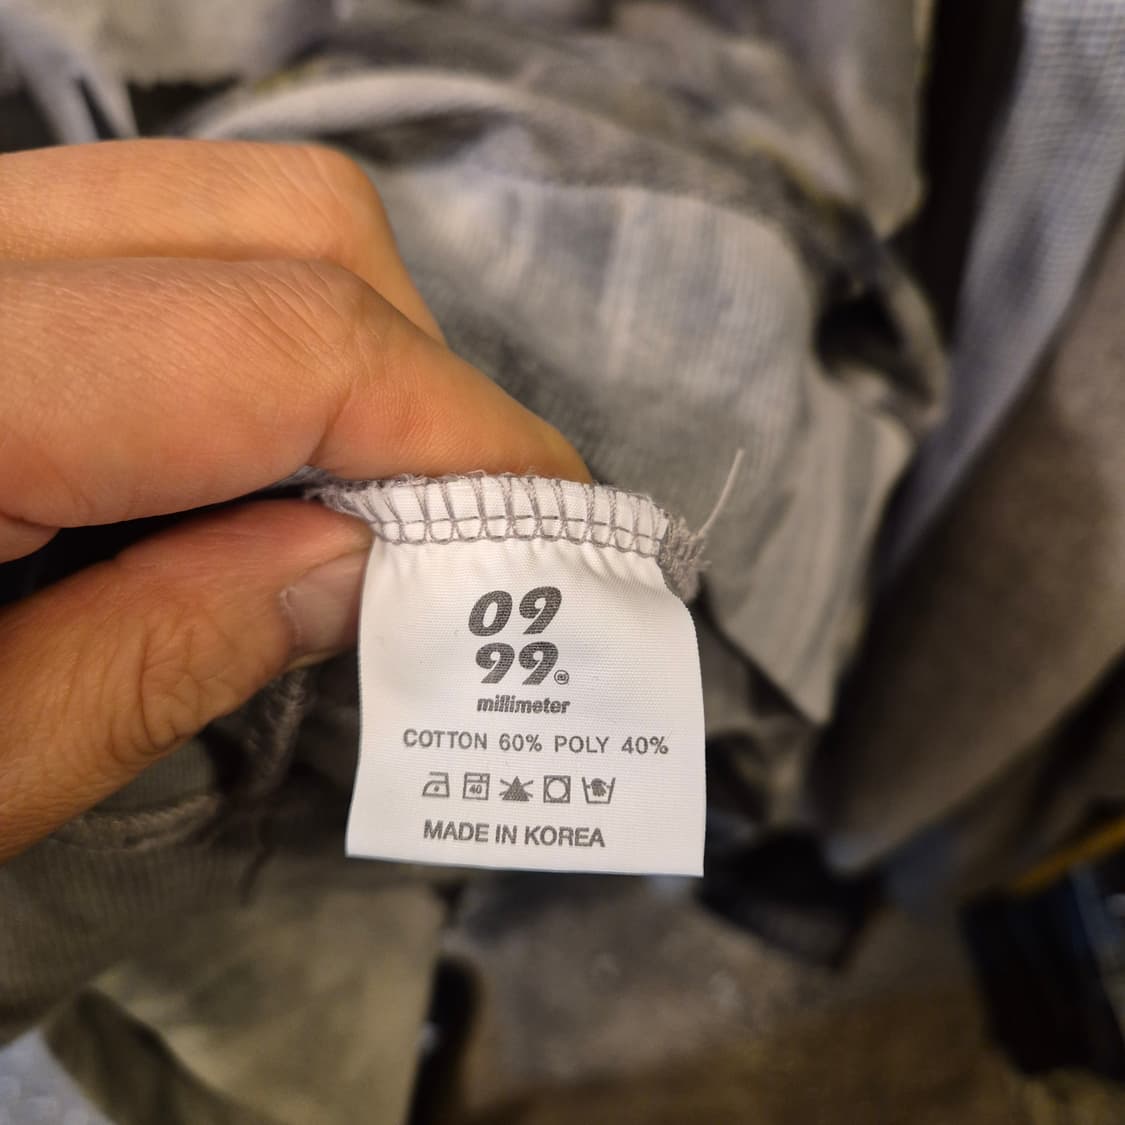 09
99®
millimeter
COTTON 60% POLY 40%
40
MADE IN KOREA